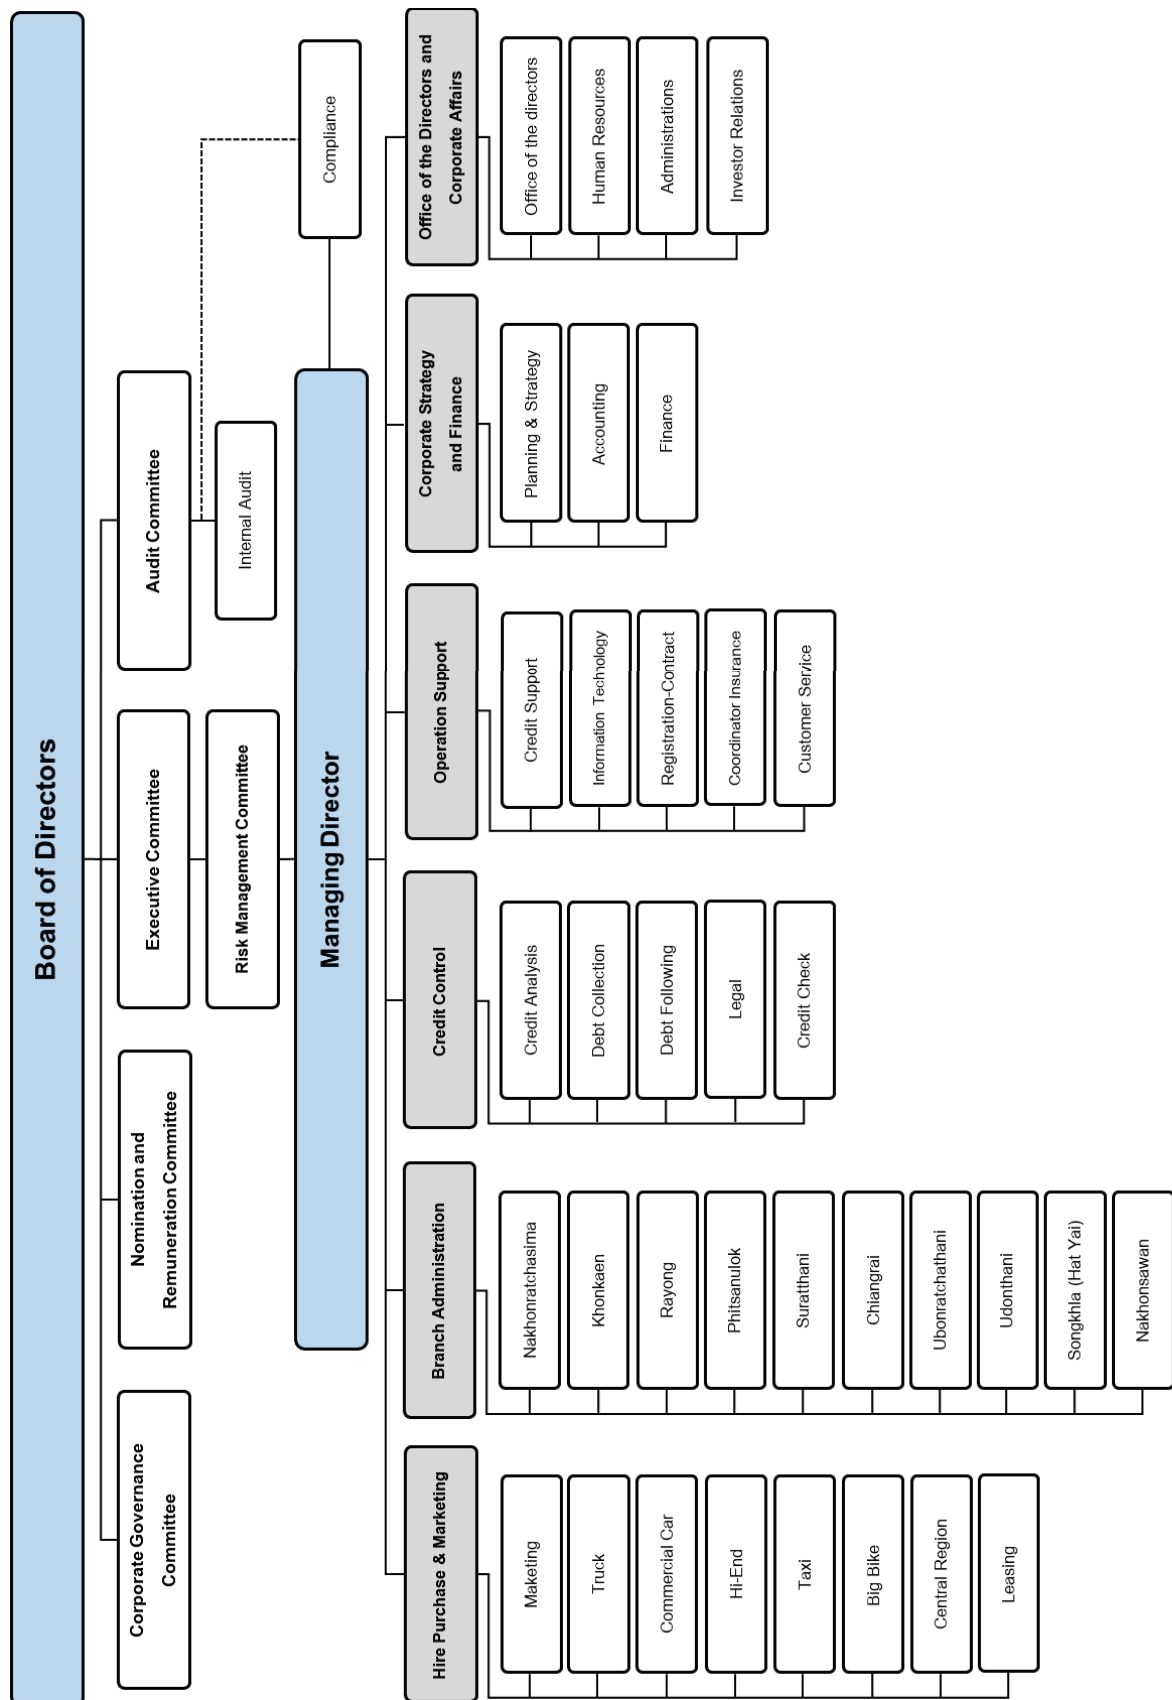 Board of Directors
Corporate Governance
Committee
Nomination and
Remuneration Committee
Executive Committee
Audit Committee
Risk Management Committee
Internal Audit
Compliance
Managing Director
Hire Purchase & Marketing
Maketing
Truck
Commercial Car
Hi-End
Taxi
Big Bike
Central Region
Leasing
Branch Administration
Nakhonratchasima
Khonkaen
Rayong
Phitsanulok
Suratthani
Chiangrai
Ubonratchathani
Udonthani
Songkhla (Hat Yai)
Nakhonsawan
Credit Control
Credit Analysis
Debt Collection
Debt Following
Legal
Credit Check
Operation Support
Credit Support
Information Technology
Registration-Contract
Coordinator Insurance
Customer Service
Corporate Strategy
and Finance
Planning & Strategy
Accounting
Finance
Office of the Directors and
Corporate Affairs
Office of the directors
Human Resources
Administrations
Investor Relations